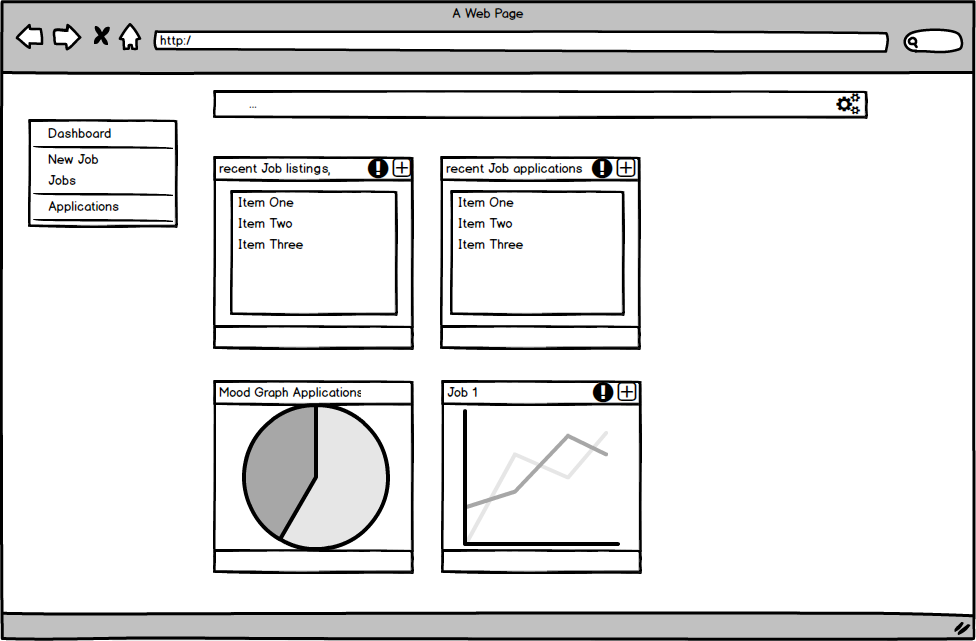 A Web Page
http:/
...
Dashboard
New Job
Jobs
Applications
recent Job listings,
Item One
Item Two
Item Three
recent Job applications
Item One
Item Two
Item Three
Mood Graph Applications
Job 1